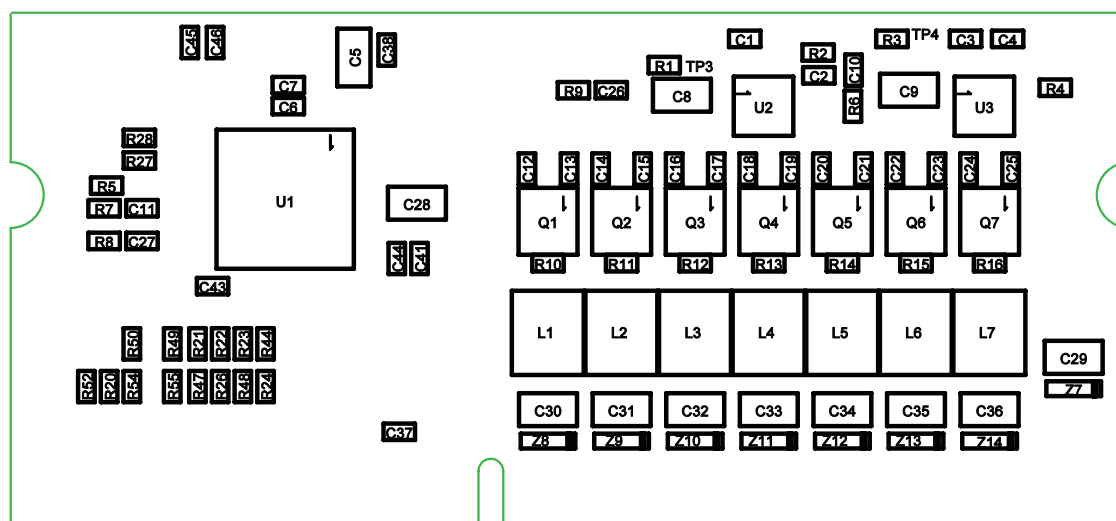 C45 C46 C5 C38 C1 R2 R3 TP4 C3 C4
R1 TP3 C2 C10
C7 R9 C26 C8 U2 R6 C9 U3 R4
C6
R28
R27
R5
R7 C11 U1 C28
R8 C27 C44 C41
C43
C12 C13 C14 C15 C16 C17 C18 C19 C20 C21 C22 C23 C24 C25
Q1 Q2 Q3 Q4 Q5 Q6 Q7
R10 R11 R12 R13 R14 R15 R16
L1 L2 L3 L4 L5 L6 L7
R50 R49 R21 R22 R23 R44
C29
R52 R20 R54 R55 R47 R26 R48 R24
Z7
C30 C31 C32 C33 C34 C35 C36
C37
Z8 Z9 Z10 Z11 Z12 Z13 Z14